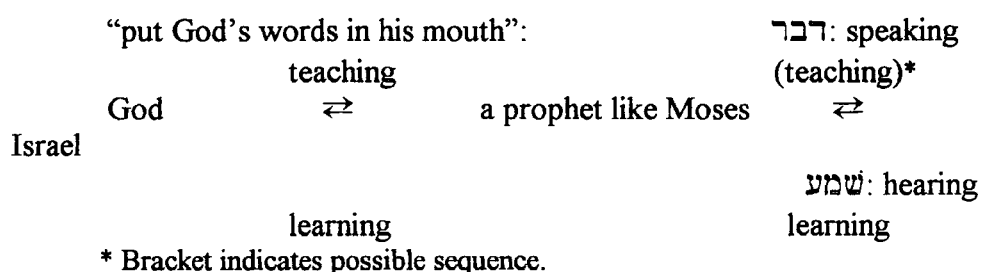 “put God’s words in his mouth”: דבר: speaking
teaching (teaching)*
God ⇄ a prophet like Moses ⇄
Israel
שׁמע: hearing
learning learning
* Bracket indicates possible sequence.